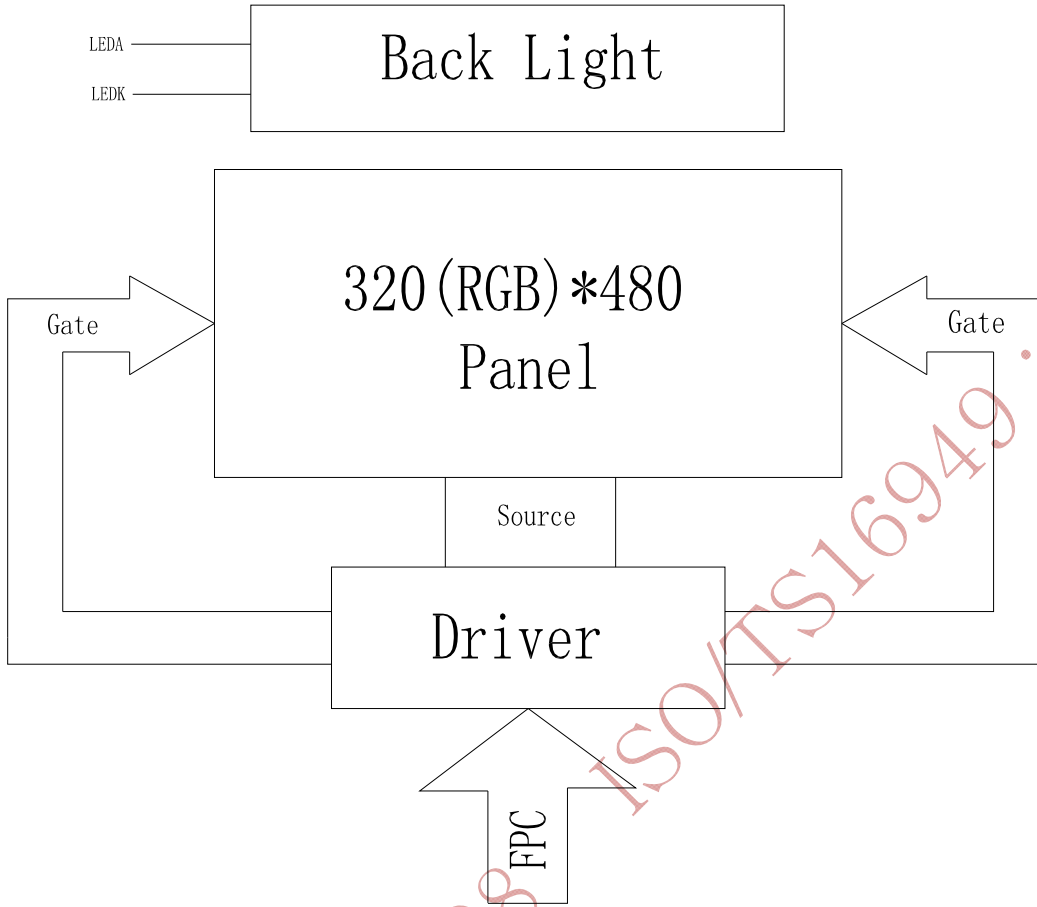 LEDA
Back Light
LEDK
320(RGB)*480
Panel
Gate
Gate
Source
Driver
FPC
ISO/TS16949 ·